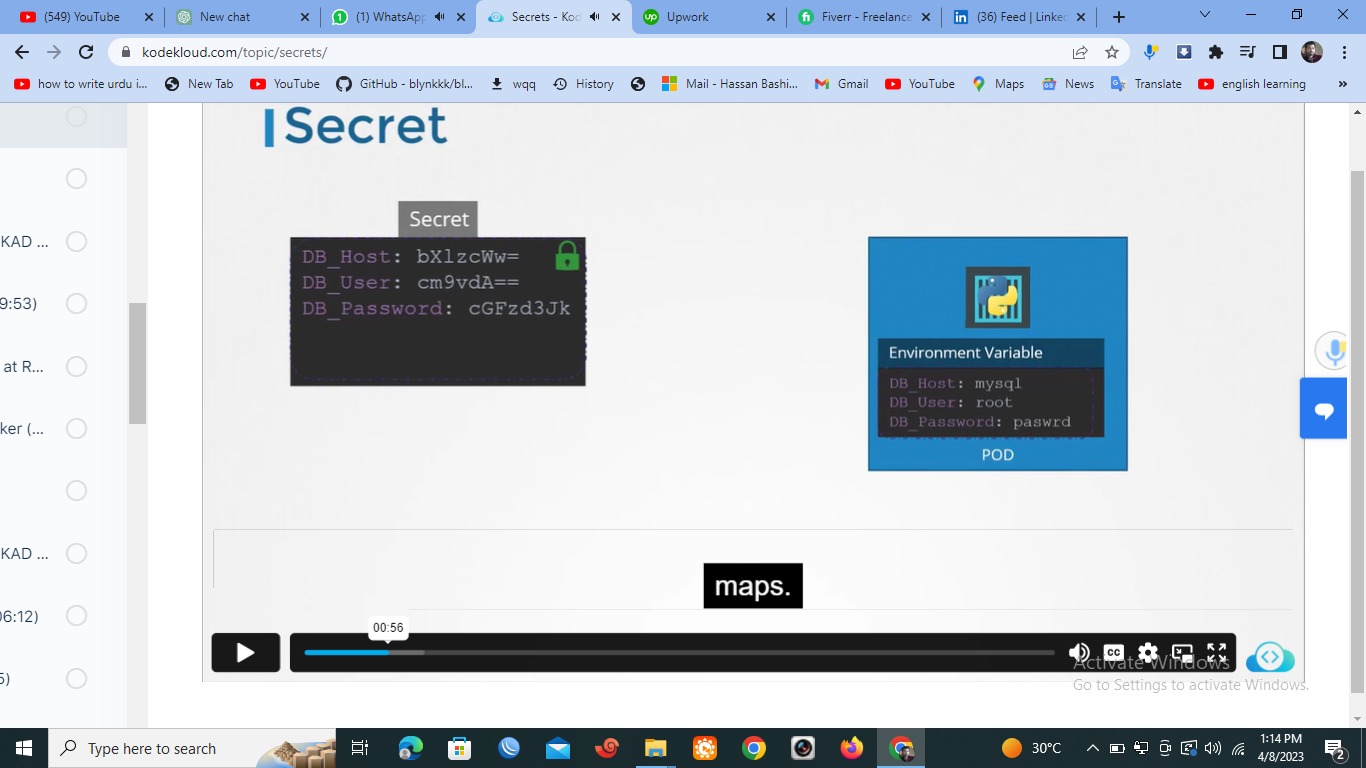 (549) YouTube
New chat
(1) WhatsApp
Secrets - Kod
Upwork
Fiverr - Freelance
(36) Feed | Linke
kodekloud.com/topic/secrets/
how to write urdu i...
New Tab
YouTube
GitHub - blynkkk/bl...
wqq
History
Mail - Hassan Bashi...
Gmail
YouTube
Maps
News
Translate
english learning
»
KAD ...
9:53)
at R...
ker (...
KAD ...
06:12)
5)
Secret
Secret
DB_Host: bXlzcWw=
DB_User: cm9vdA==
DB_Password: cGFzd3Jk
Environment Variable
DB_Host: mysql
DB_User: root
DB_Password: paswrd
POD
maps.
00:56
CC
Activate Windows
Go to Settings to activate Windows.
Type here to search
30°C
1:14 PM
4/8/2023
2